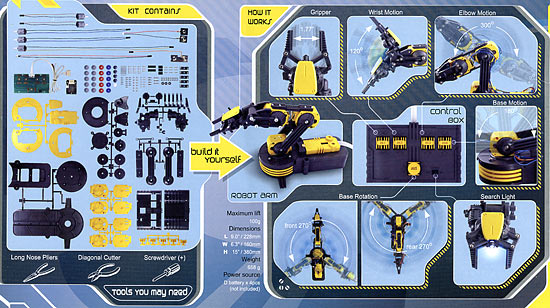 KIT CONTAINS
Long Nose Pliers
Diagonal Cutter
Screwdriver (+)
TOOLS YOU MAY NEED
build it
yourself
HOW IT
WORKS
Gripper
1.77"
Wrist Motion
120°
Elbow Motion
300°
CONTROL
BOX
Base Motion
ROBOT ARM
Maximum lift
100g
Dimensions
L 9.0" / 228mm
W 6.3" / 160mm
H 15" / 380mm
Weight
658 g
Power source
D battery x 4pcs
(not included)
Base Rotation
front 270°
rear 270°
Search Light